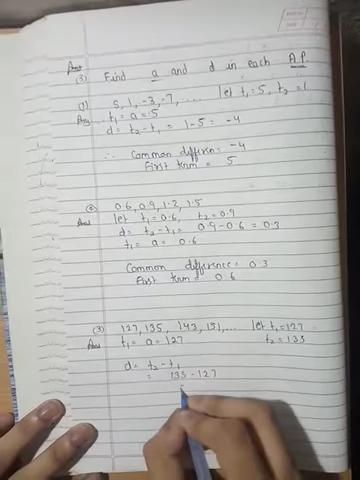 Ans
(3) Find a and d in each A.P.
(1) 5, 1, -3, -7, .... let t₁ = 5, t₂ = 1
Ans t₁ = a = 5
d = t₂ - t₁ = 1 - 5 = -4
∴ Common differen = -4
First term = 5
0.6, 0.9, 1.2, 1.5
Ans let t₁ = 0.6, t₂ = 0.9
d = t₂ - t₁ = 0.9 - 0.6 = 0.3
t₁ = a = 0.6
Common difference = 0.3
First term = 0.6
(3) 127, 135, 143, 151, ... let t₁ = 127
Ans t₁ = a = 127 t₂ = 135
d = t₂ - t₁
= 135 - 127